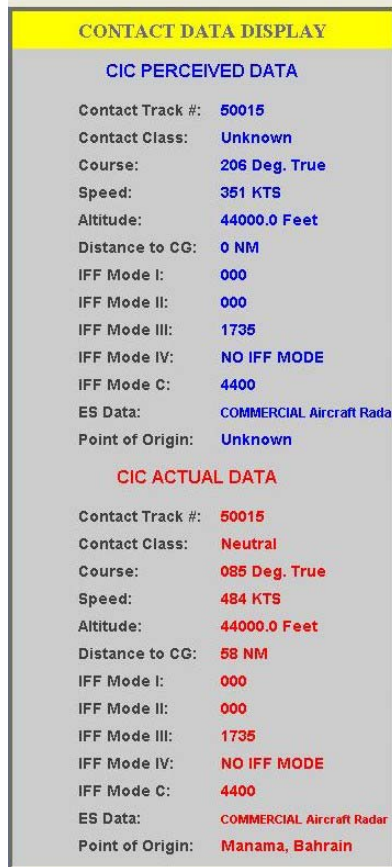 CONTACT DATA DISPLAY
CIC PERCEIVED DATA
Contact Track #: 50015
Contact Class: Unknown
Course: 206 Deg. True
Speed: 351 KTS
Altitude: 44000.0 Feet
Distance to CG: 0 NM
IFF Mode I: 000
IFF Mode II: 000
IFF Mode III: 1735
IFF Mode IV: NO IFF MODE
IFF Mode C: 4400
ES Data: COMMERCIAL Aircraft Rada
Point of Origin: Unknown
CIC ACTUAL DATA
Contact Track #: 50015
Contact Class: Neutral
Course: 085 Deg. True
Speed: 484 KTS
Altitude: 44000.0 Feet
Distance to CG: 58 NM
IFF Mode I: 000
IFF Mode II: 000
IFF Mode III: 1735
IFF Mode IV: NO IFF MODE
IFF Mode C: 4400
ES Data: COMMERCIAL Aircraft Radar
Point of Origin: Manama, Bahrain